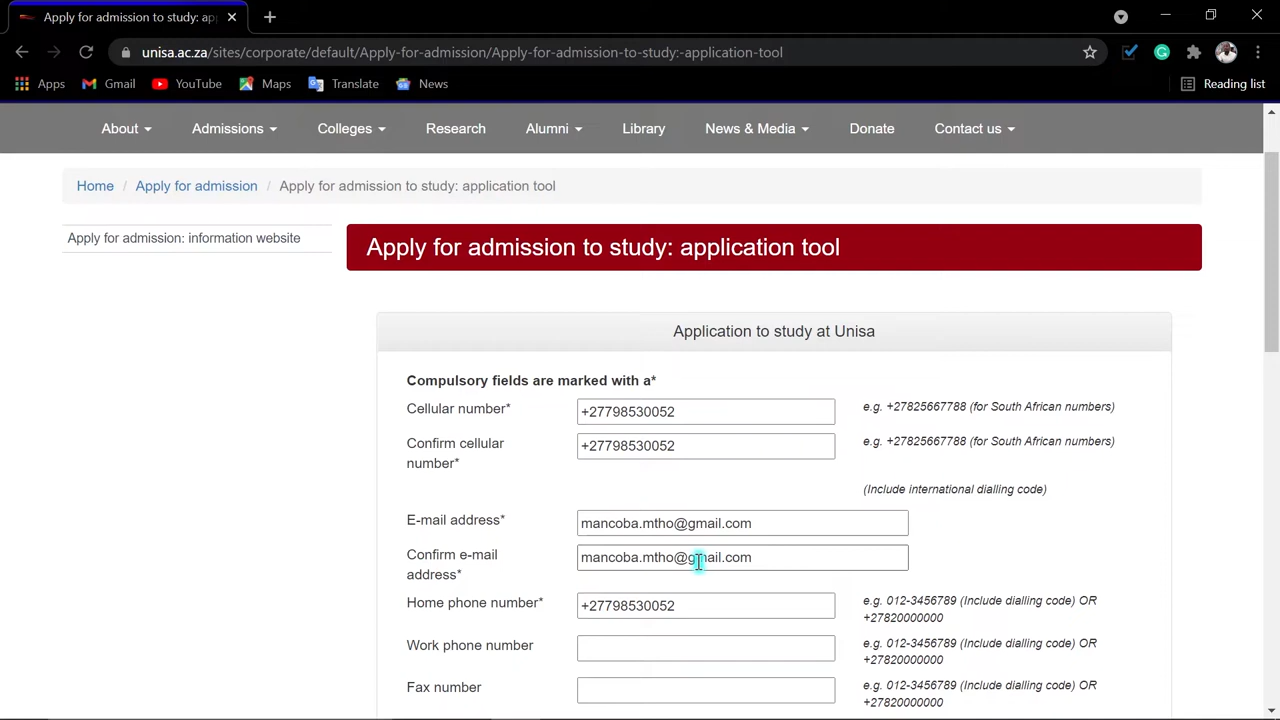 Apply for admission to study: ap
unisa.ac.za/sites/corporate/default/Apply-for-admission/Apply-for-admission-to-study:-application-tool
Apps Gmail YouTube Maps Translate News Reading list
About Admissions Colleges Research Alumni Library News & Media Donate Contact us
Home / Apply for admission / Apply for admission to study: application tool
Apply for admission: information website
Apply for admission to study: application tool
Application to study at Unisa
Compulsory fields are marked with a*
Cellular number* +27798530052 e.g. +27825667788 (for South African numbers)
Confirm cellular number* +27798530052 e.g. +27825667788 (for South African numbers)
(Include international dialling code)
E-mail address* mancoba.mtho@gmail.com
Confirm e-mail address* mancoba.mtho@gmail.com
Home phone number* +27798530052 e.g. 012-3456789 (Include dialling code) OR
+27820000000
Work phone number e.g. 012-3456789 (Include dialling code) OR
+27820000000
Fax number e.g. 012-3456789 (Include dialling code) OR
+27820000000